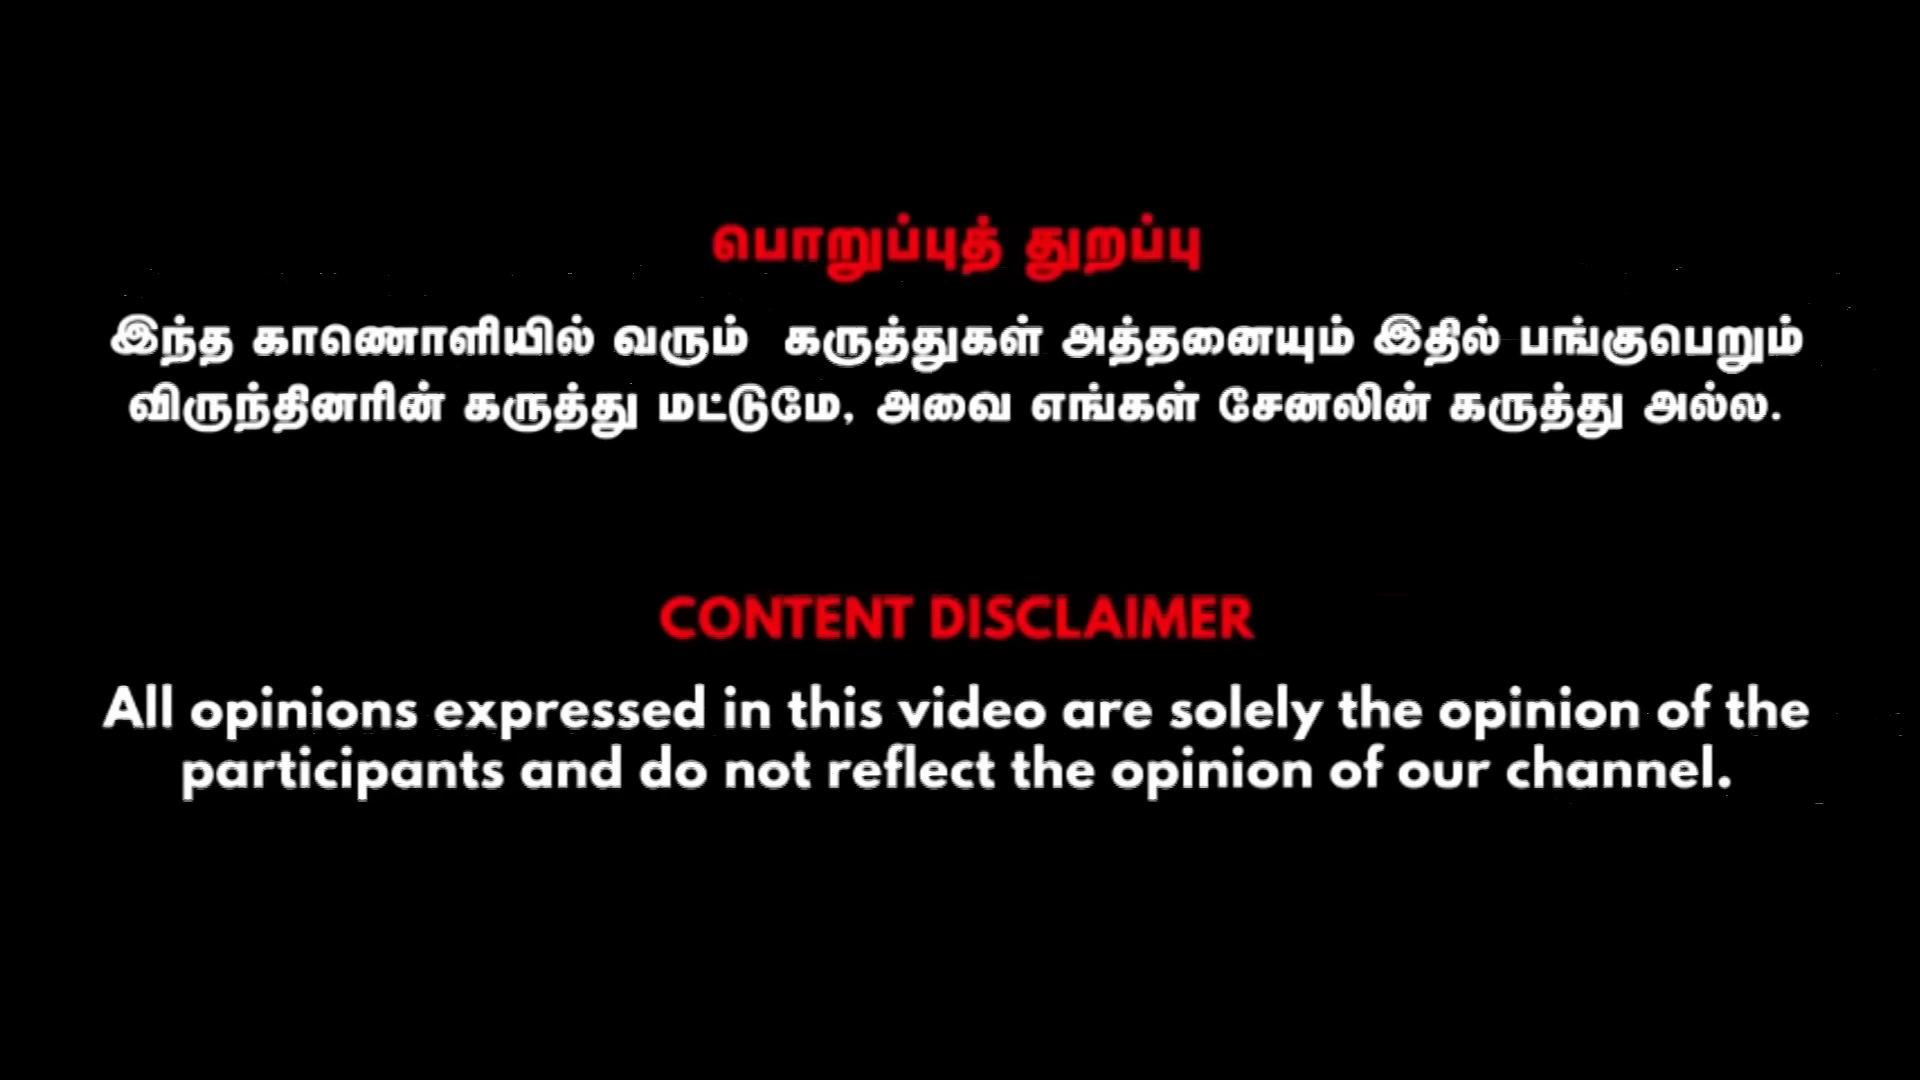 பொறுப்புத் துறப்பு
இந்த காணொளியில் வரும் கருத்துகள் அத்தனையும் இதில் பங்குபெறும்
விருந்தினரின் கருத்து மட்டுமே, அவை எங்கள் சேனலின் கருத்து அல்ல.
CONTENT DISCLAIMER
All opinions expressed in this video are solely the opinion of the
participants and do not reflect the opinion of our channel.